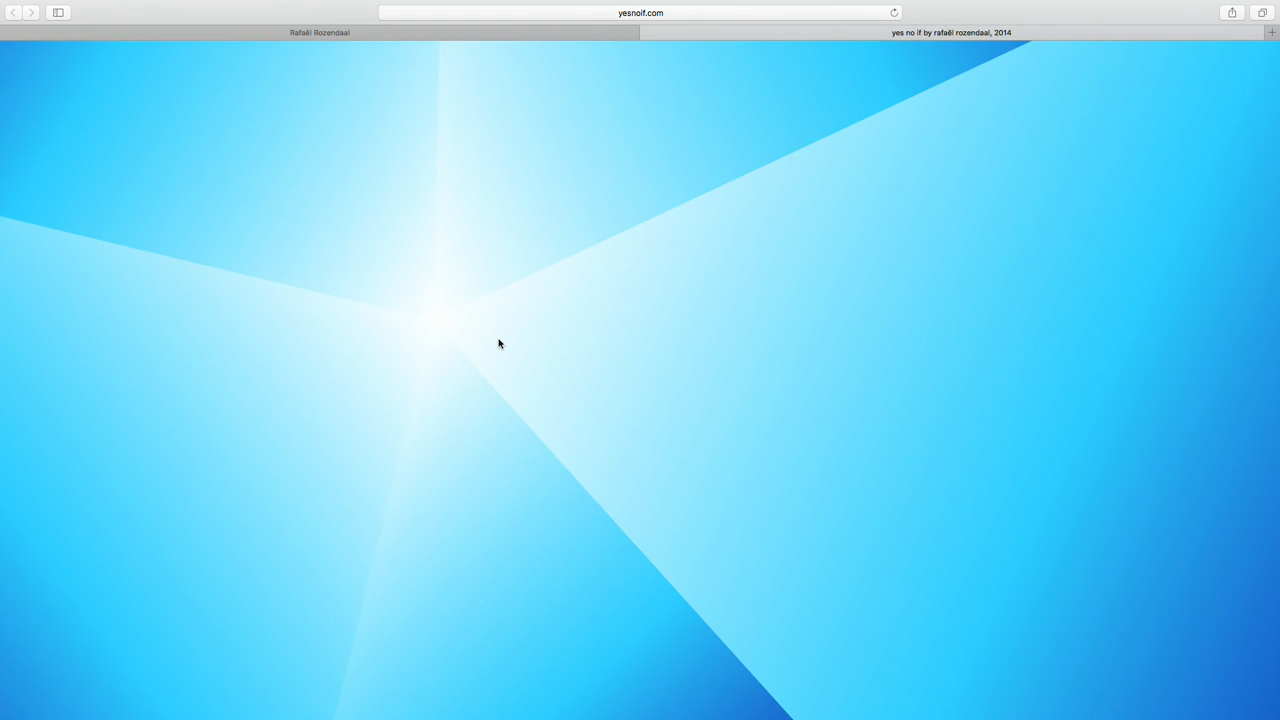 yesnoif.com
Rafaël Rozendaal
yes no if by rafaël rozendaal, 2014